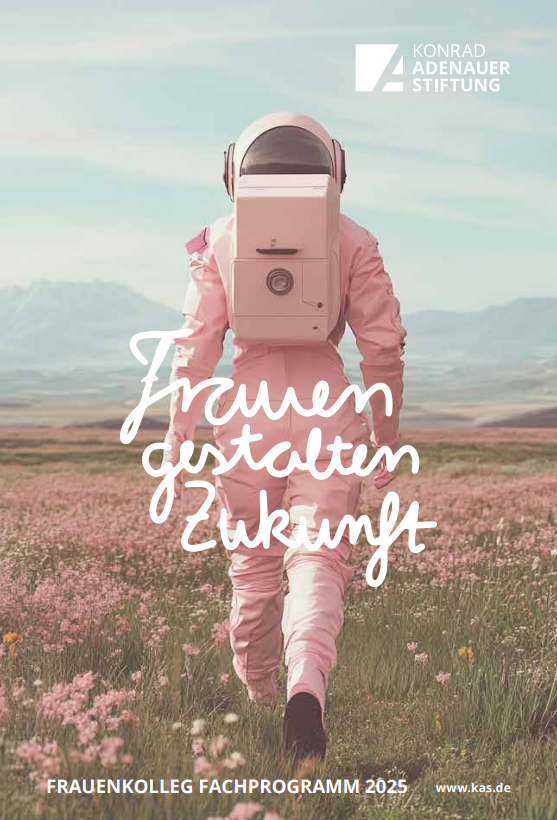 KONRAD
ADENAUER
STIFTUNG
Frauen
gestalten
Zukunft
FRAUENKOLLEG FACHPROGRAMM 2025
www.kas.de